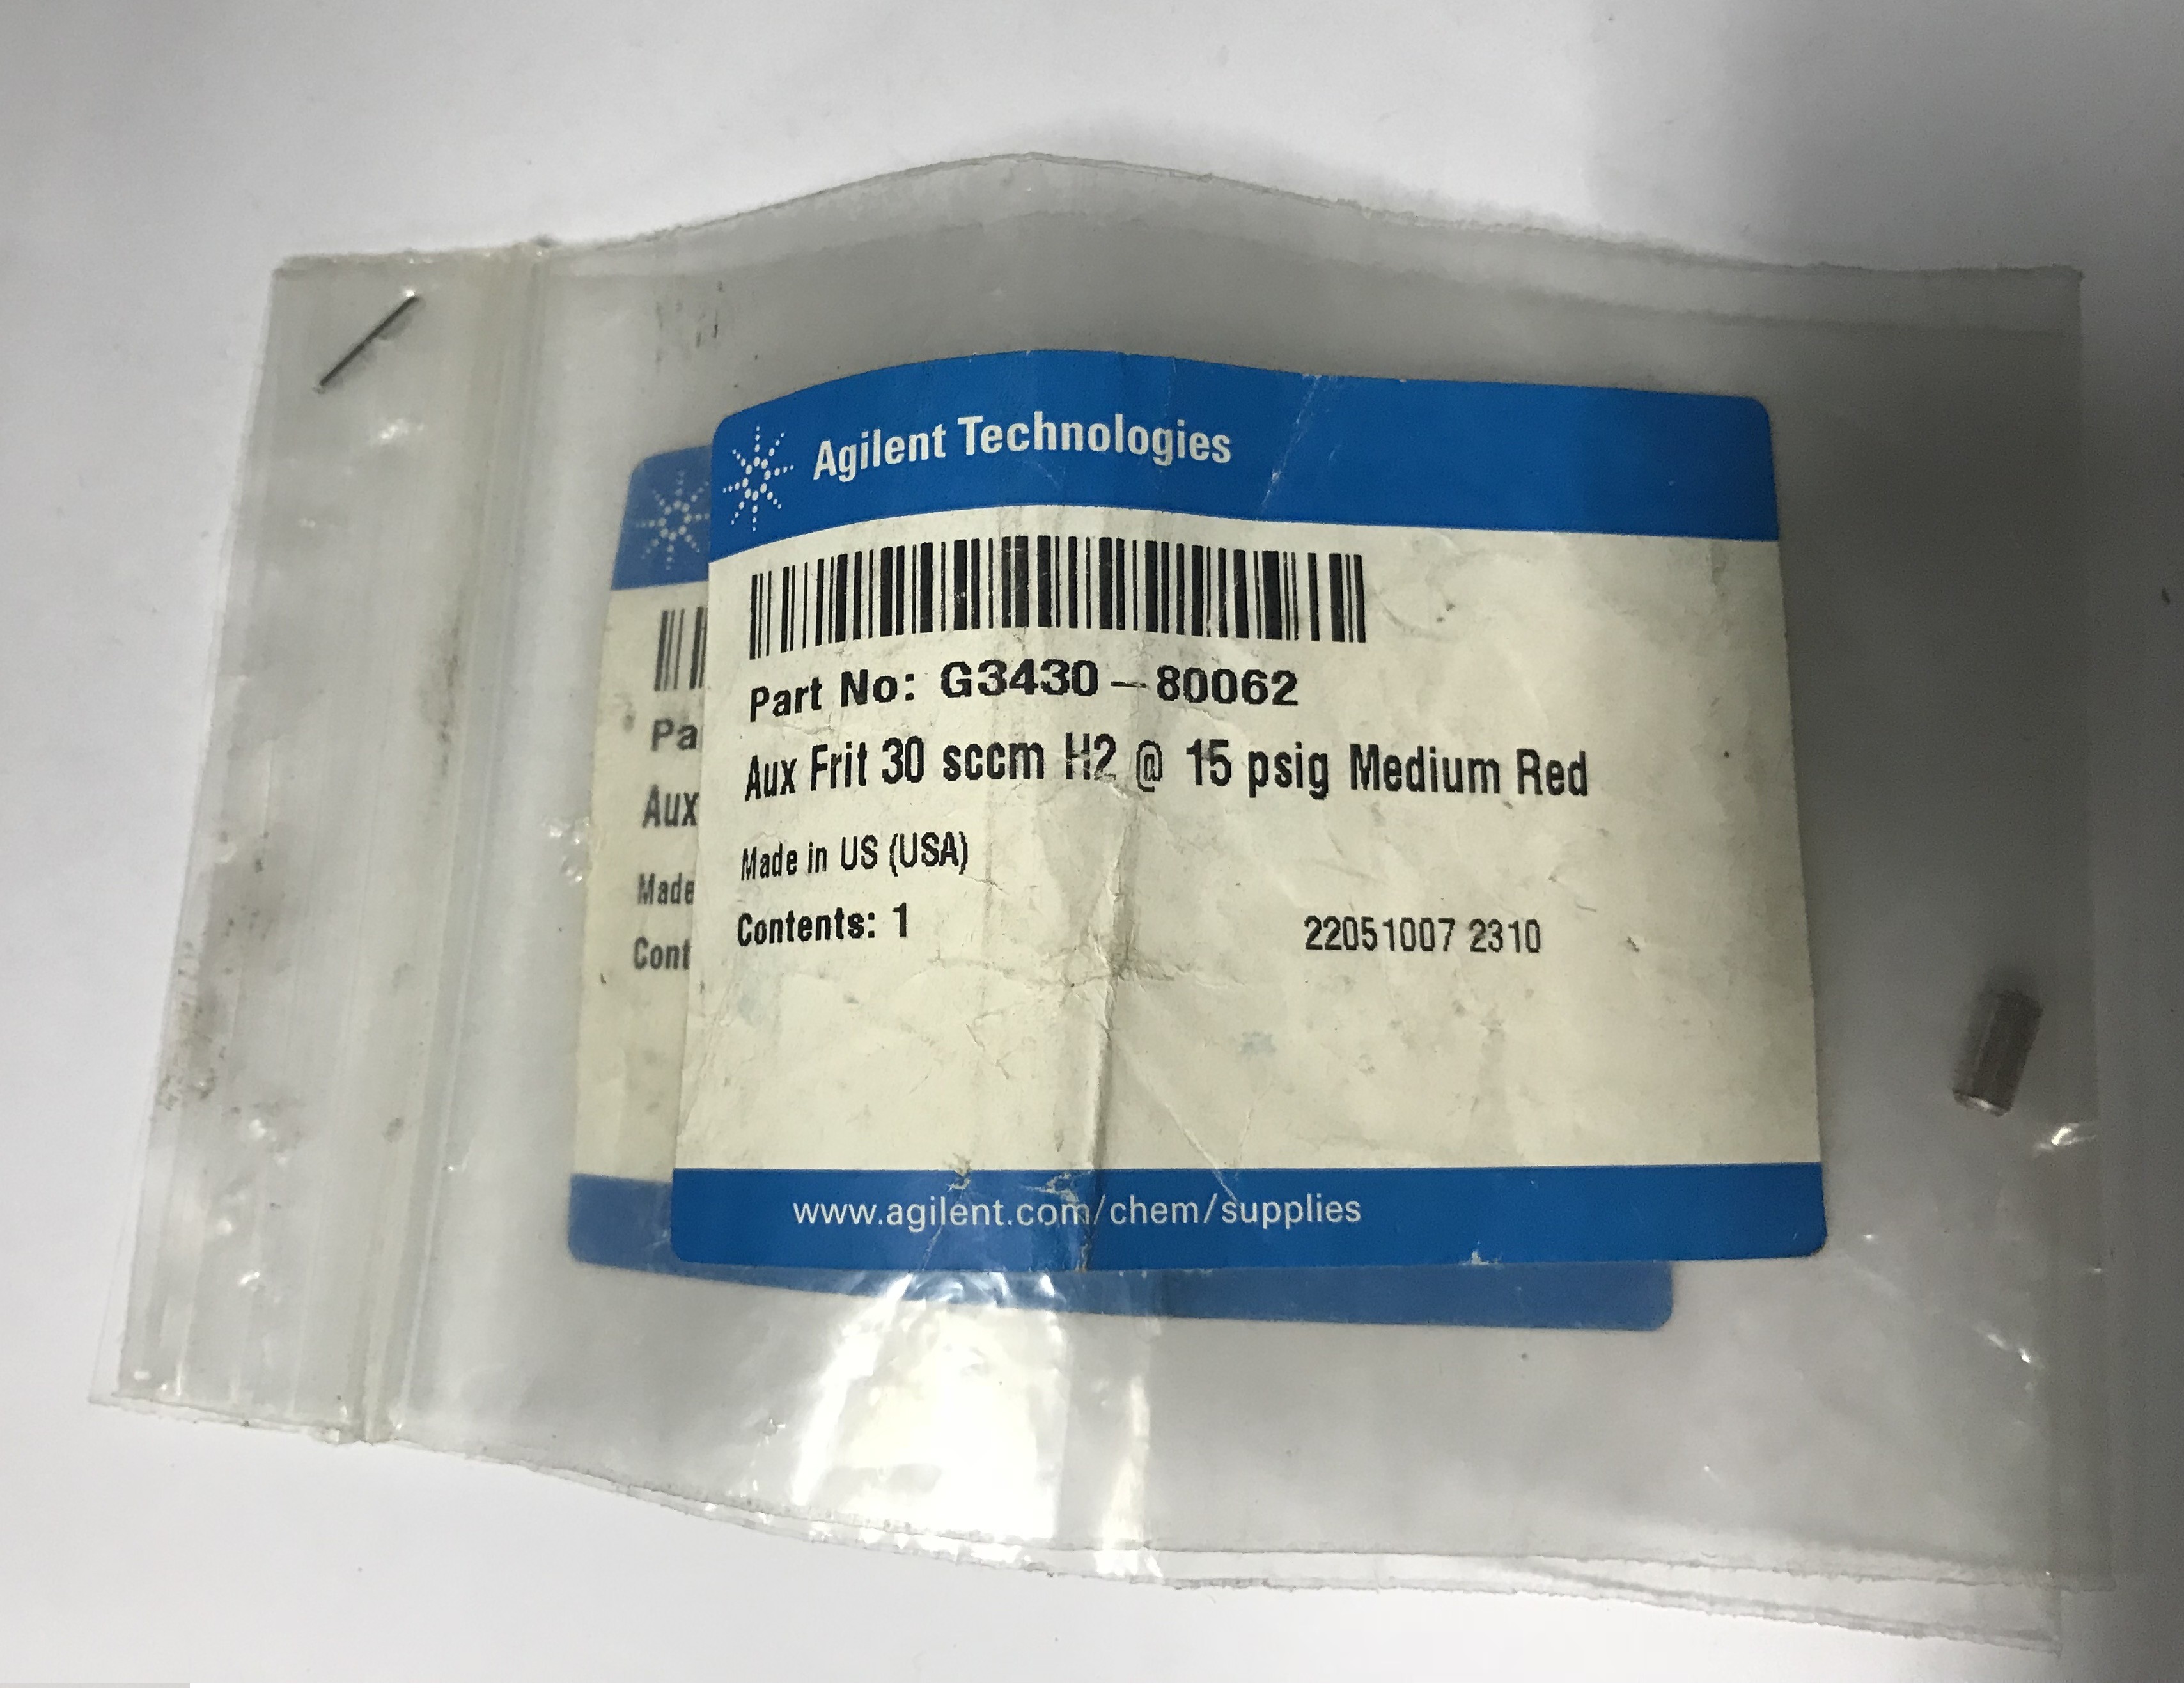 Agilent Technologies
Part No: G3430-80062
Aux Frit 30 sccm H2 @ 15 psig Medium Red
Made in US (USA)
Contents: 1
22051007 2310
www.agilent.com/chem/supplies
Pa
Aux
Made
Cont